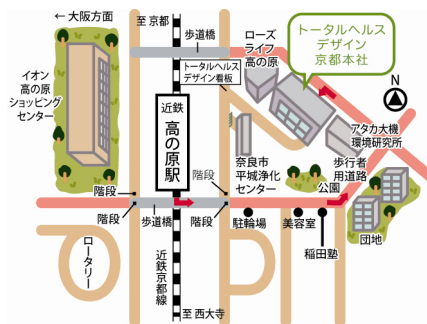 ← 大阪方面
至 京都
歩道橋
ローズ
ライフ
高の原
トータルヘルス
デザイン
京都本社
トータルヘルス
デザイン看板
イオン
高の原
ショッピング
センター
近鉄
高の原駅
N
アタカ大機
環境研究所
奈良市
平城浄化
センター
歩行者
用道路
公園
階段
階段
階段
階段
歩道橋
駐輪場
美容室
稲田塾
団地
ロータリー
近鉄京都線
至 西大寺